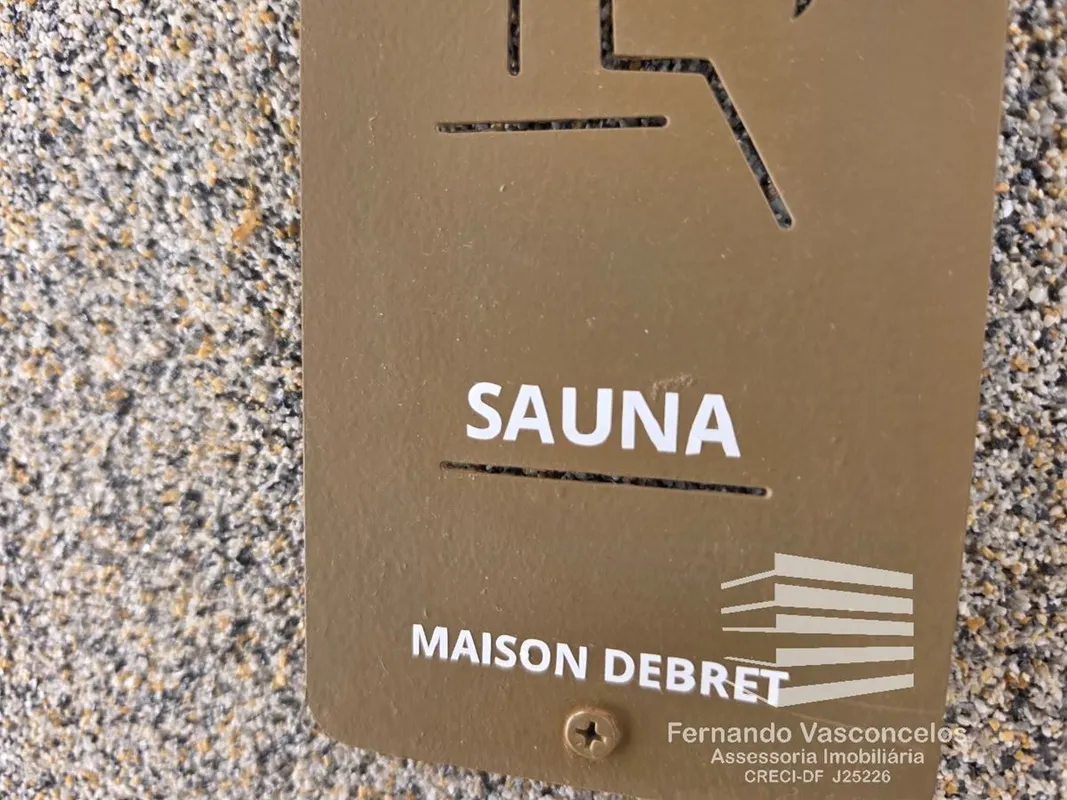 SAUNA
MAISON DEBRET
Fernando Vasconcelos
Assessoria Imobiliária
CRECI-DF J25226